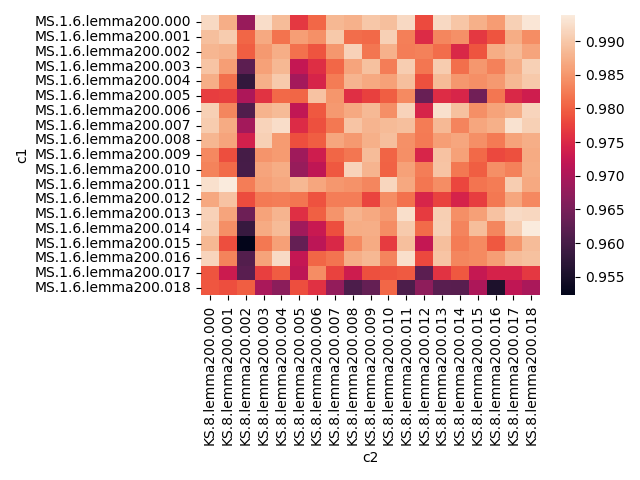 c1
MS.1.6.lemma200.000
MS.1.6.lemma200.001
MS.1.6.lemma200.002
MS.1.6.lemma200.003
MS.1.6.lemma200.004
MS.1.6.lemma200.005
MS.1.6.lemma200.006
MS.1.6.lemma200.007
MS.1.6.lemma200.008
MS.1.6.lemma200.009
MS.1.6.lemma200.010
MS.1.6.lemma200.011
MS.1.6.lemma200.012
MS.1.6.lemma200.013
MS.1.6.lemma200.014
MS.1.6.lemma200.015
MS.1.6.lemma200.016
MS.1.6.lemma200.017
MS.1.6.lemma200.018
KS.8.lemma200.000
KS.8.lemma200.001
KS.8.lemma200.002
KS.8.lemma200.003
KS.8.lemma200.004
KS.8.lemma200.005
KS.8.lemma200.006
KS.8.lemma200.007
KS.8.lemma200.008
KS.8.lemma200.009
KS.8.lemma200.010
KS.8.lemma200.011
KS.8.lemma200.012
KS.8.lemma200.013
KS.8.lemma200.014
KS.8.lemma200.015
KS.8.lemma200.016
KS.8.lemma200.017
KS.8.lemma200.018
c2
0.990
0.985
0.980
0.975
0.970
0.965
0.960
0.955